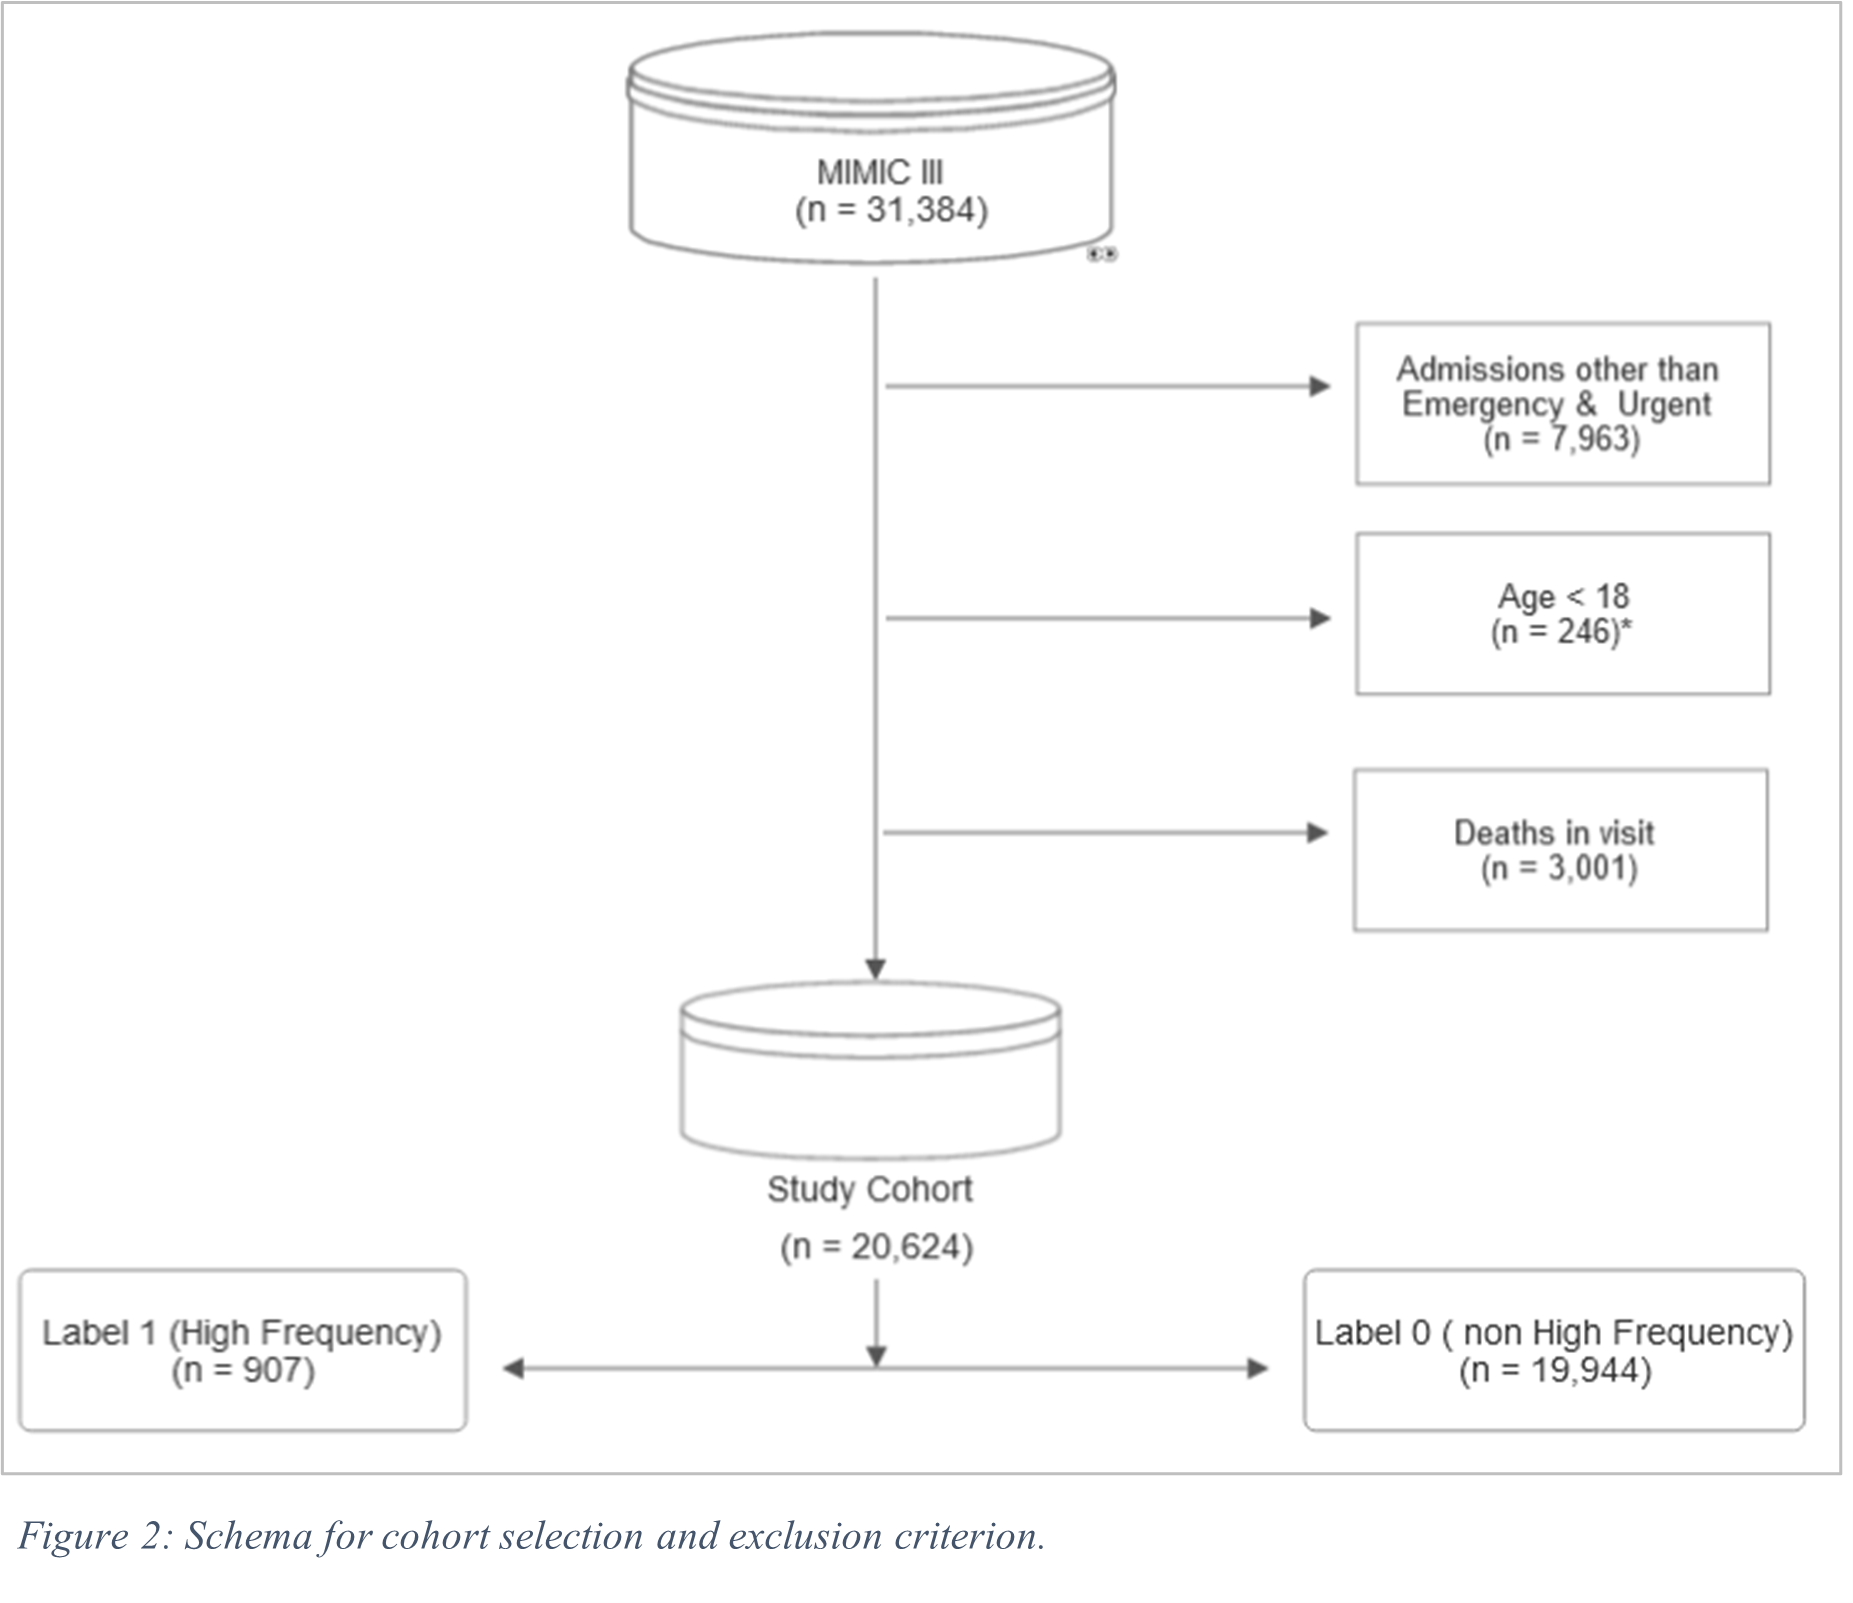 MIMIC III
(n = 31,384)
Admissions other than
Emergency & Urgent
(n = 7,963)
Age < 18
(n = 246)*
Deaths in visit
(n = 3,001)
Study Cohort
(n = 20,624)
Label 1 (High Frequency)
(n = 907)
Label 0 ( non High Frequency)
(n = 19,944)
Figure 2: Schema for cohort selection and exclusion criterion.